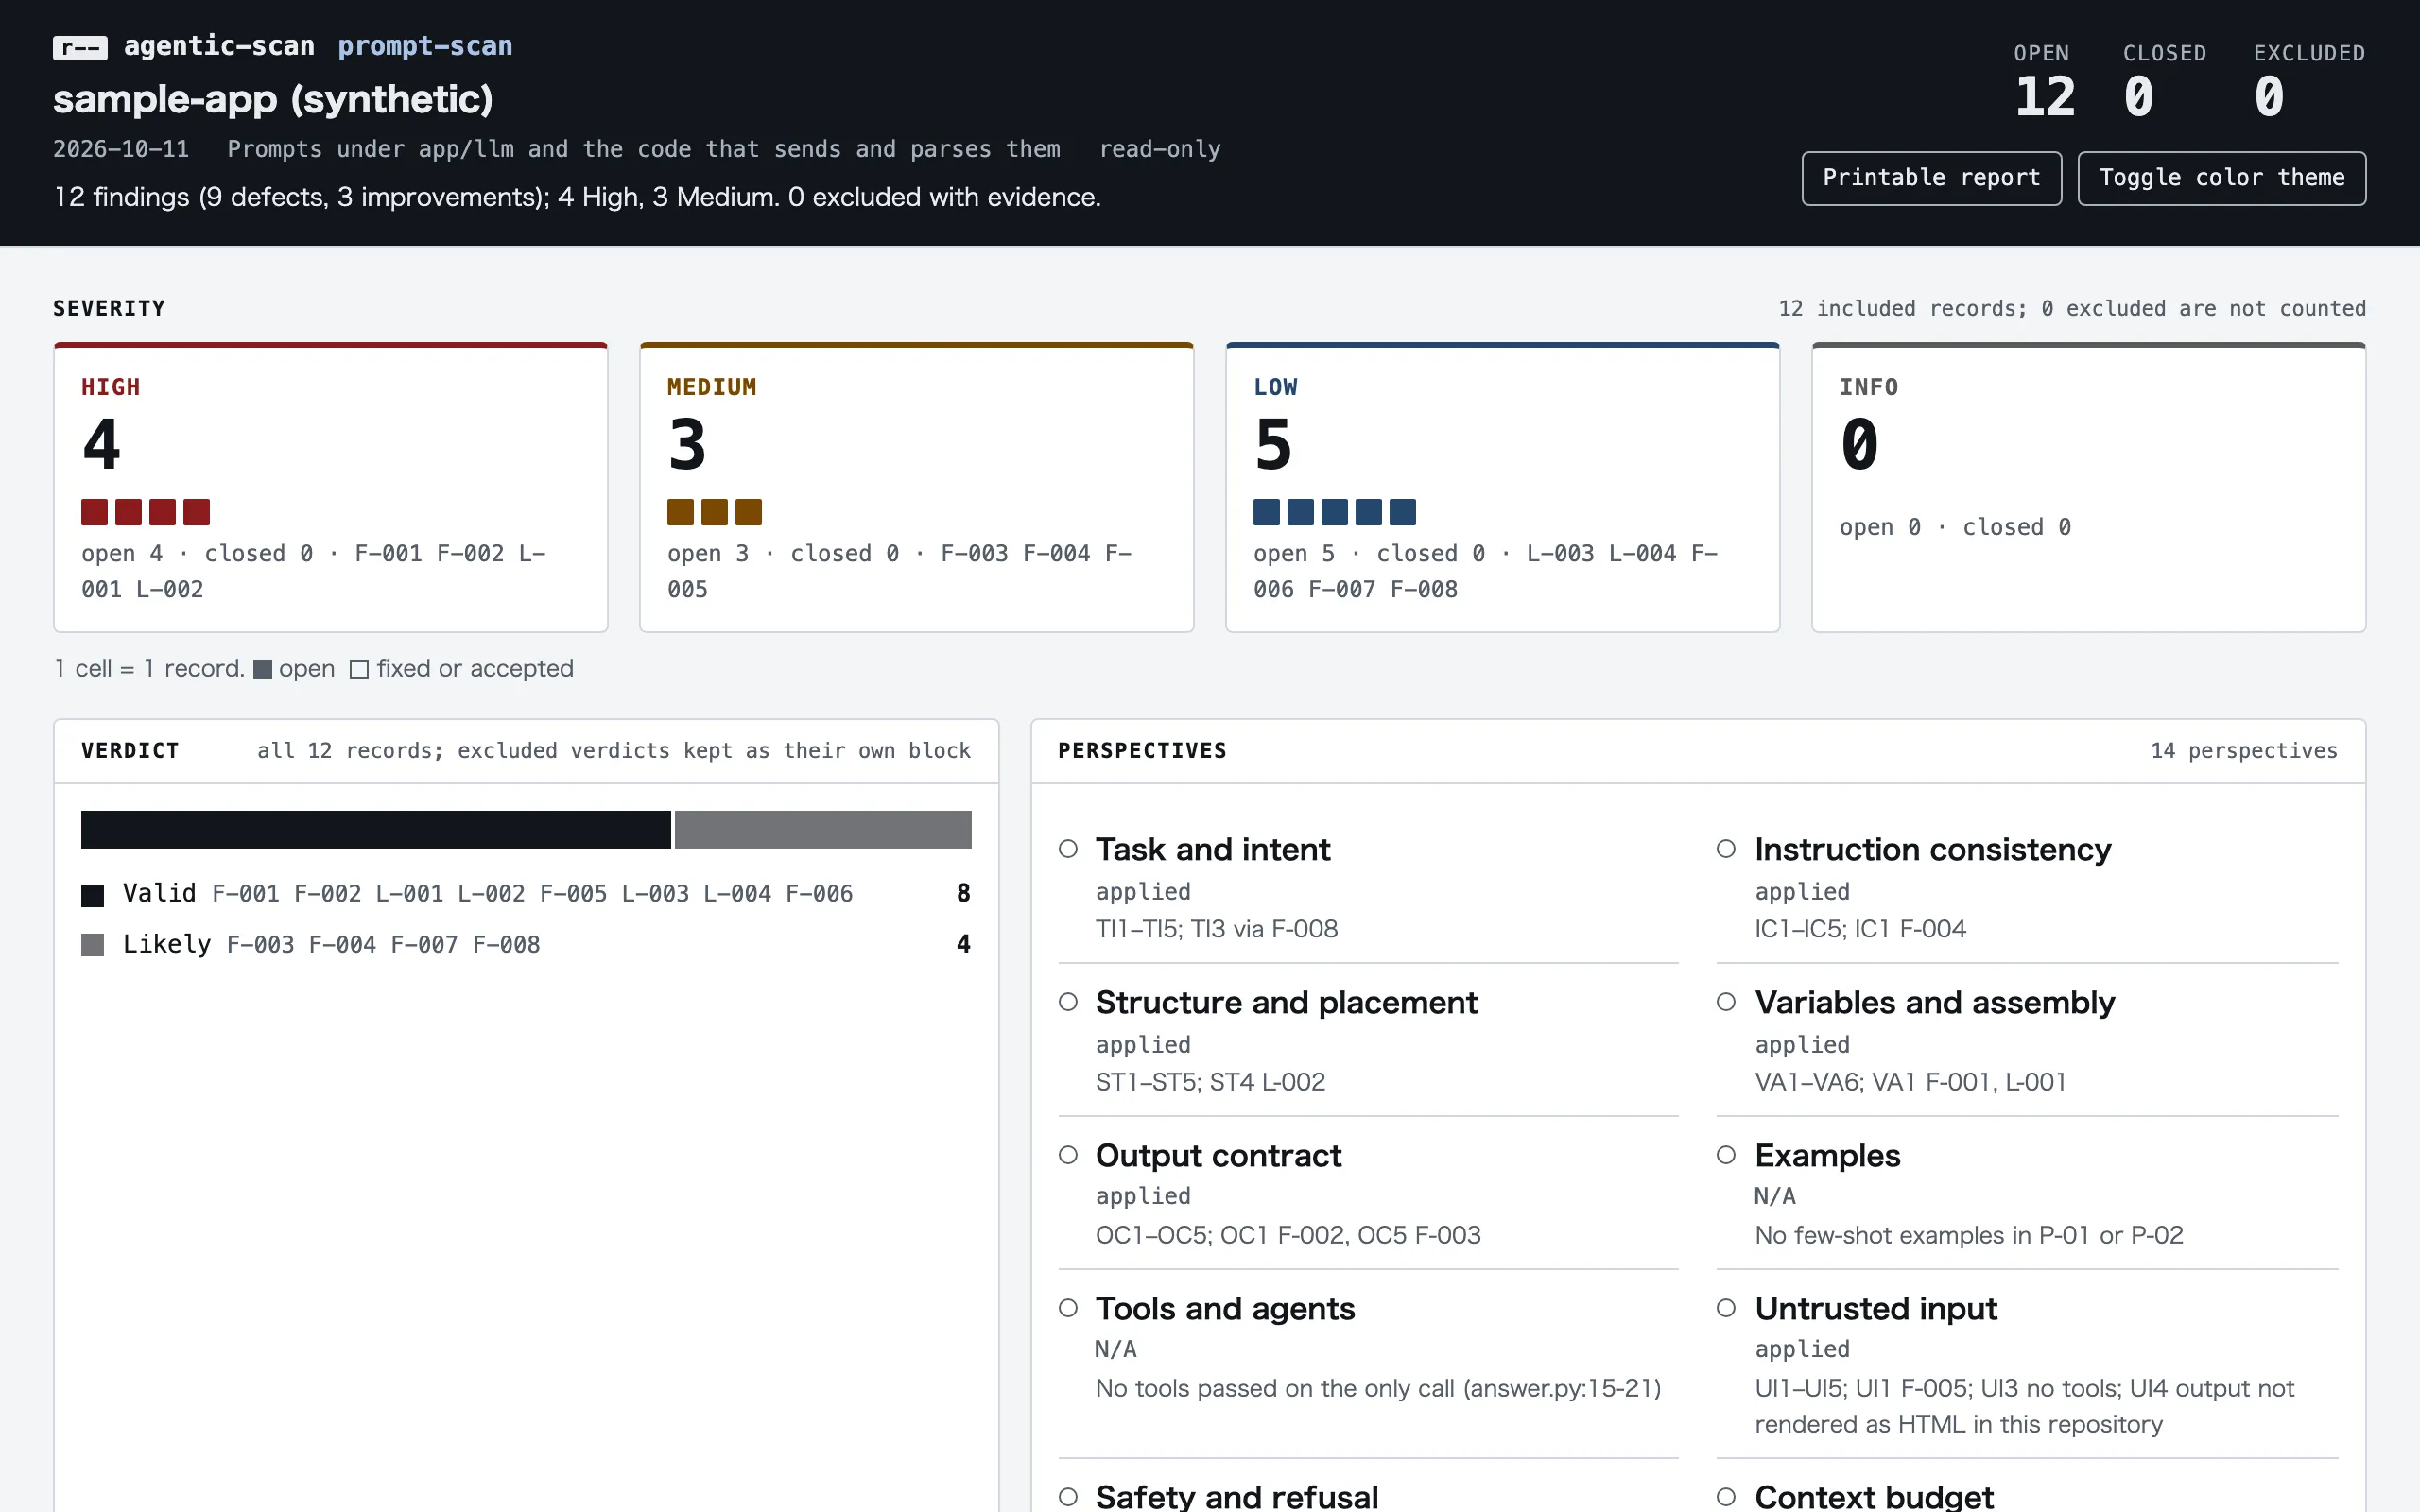 r-- agentic-scan prompt-scan
sample-app (synthetic)
2026-10-11 Prompts under app/llm and the code that sends and parses them read-only
12 findings (9 defects, 3 improvements); 4 High, 3 Medium. 0 excluded with evidence.
OPEN CLOSED EXCLUDED
12 0 0
Printable report Toggle color theme
SEVERITY 12 included records; 0 excluded are not counted
HIGH
4
open 4 · closed 0 · F-001 F-002 L-
001 L-002
MEDIUM
3
open 3 · closed 0 · F-003 F-004 F-
005
LOW
5
open 5 · closed 0 · L-003 L-004 F-
006 F-007 F-008
INFO
0
open 0 · closed 0
1 cell = 1 record. open fixed or accepted
VERDICT all 12 records; excluded verdicts kept as their own block
Valid F-001 F-002 L-001 L-002 F-005 L-003 L-004 F-006 8
Likely F-003 F-004 F-007 F-008 4
PERSPECTIVES 14 perspectives
Task and intent
applied
TI1–TI5; TI3 via F-008
Instruction consistency
applied
IC1–IC5; IC1 F-004
Structure and placement
applied
ST1–ST5; ST4 L-002
Variables and assembly
applied
VA1–VA6; VA1 F-001, L-001
Output contract
applied
OC1–OC5; OC1 F-002, OC5 F-003
Examples
N/A
No few-shot examples in P-01 or P-02
Tools and agents
N/A
No tools passed on the only call (answer.py:15-21)
Untrusted input
applied
UI1–UI5; UI1 F-005; UI3 no tools; UI4 output not
rendered as HTML in this repository
Safety and refusal
Context budget